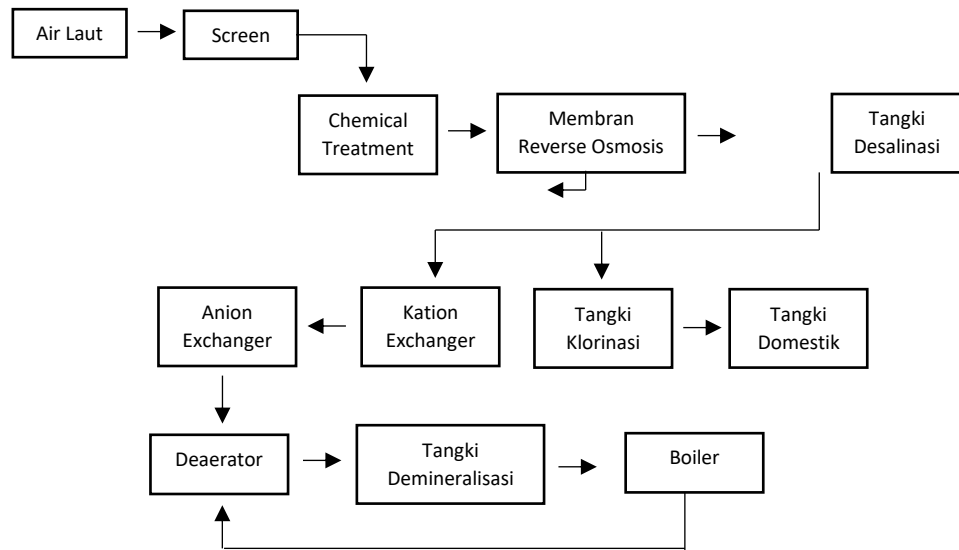 Air Laut
Screen
Chemical
Treatment
Membran
Reverse Osmosis
Tangki
Desalinasi
Anion
Exchanger
Kation
Exchanger
Tangki
Klorinasi
Tangki
Domestik
Deaerator
Tangki
Demineralisasi
Boiler